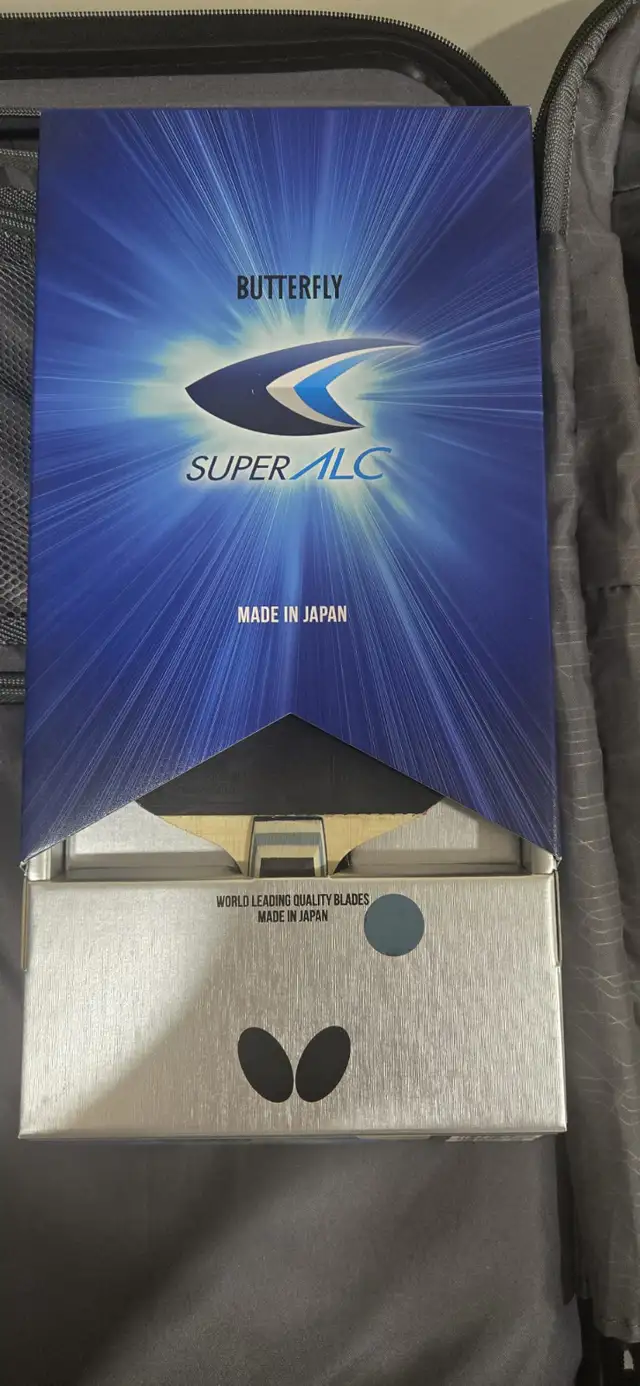 BUTTERFLY
SUPER ALC
MADE IN JAPAN
WORLD LEADING QUALITY BLADES
MADE IN JAPAN